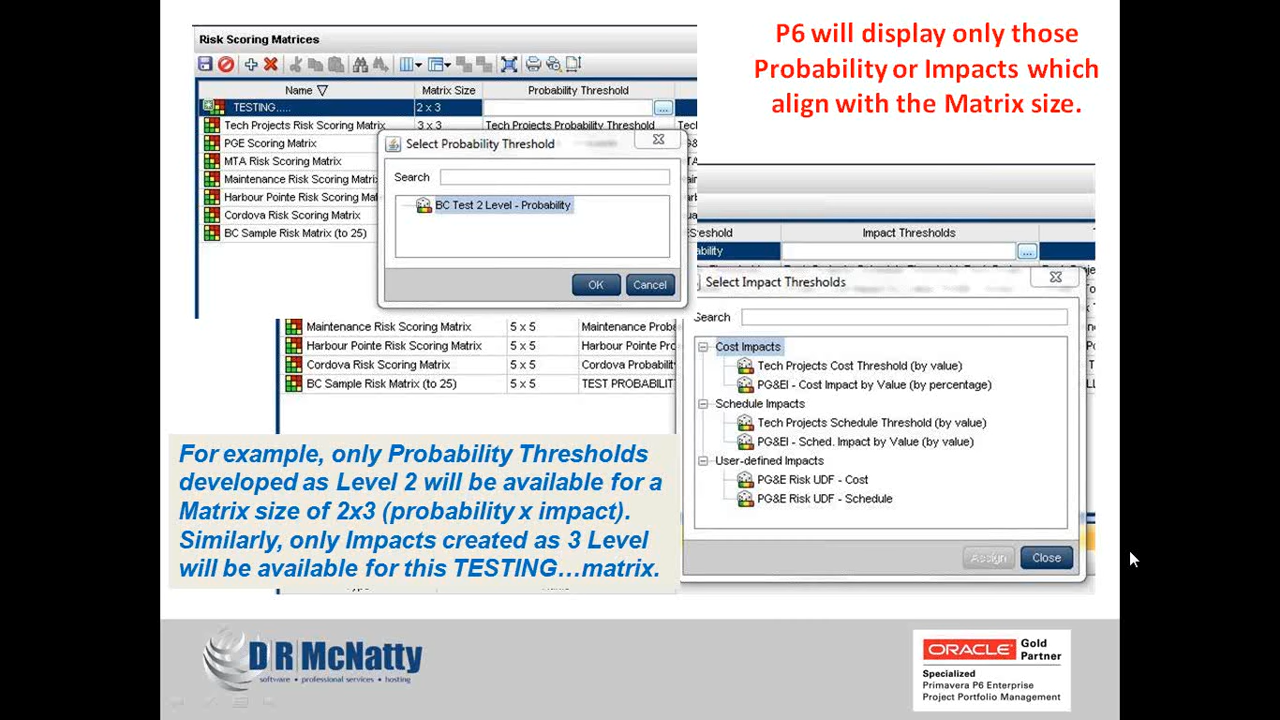 P6 will display only those
Probability or Impacts which
align with the Matrix size.
Risk Scoring Matrices
Name Matrix Size Probability Threshold
TESTING..... 2 x 3 ...
Tech Projects Risk Scoring Matrix 3 x 3 Tech Projects Probability Threshold
PGE Scoring Matrix
MTA Risk Scoring Matrix
Maintenance Risk Scoring Matrix
Harbour Pointe Risk Scoring Ma
Cordova Risk Scoring Matrix
BC Sample Risk Matrix (to 25)
Select Probability Threshold
Search
BC Test 2 Level - Probability
OK Cancel
Impact Thresholds
...
Select Impact Thresholds
Search
Cost Impacts
Tech Projects Cost Threshold (by value)
PG&EI - Cost Impact by Value (by percentage)
Schedule Impacts
Tech Projects Schedule Threshold (by value)
PG&EI - Sched. Impact by Value (by value)
User-defined Impacts
PG&E Risk UDF - Cost
PG&E Risk UDF - Schedule
Assign Close
Maintenance Risk Scoring Matrix 5 x 5 Maintenance Proba
Harbour Pointe Risk Scoring Matrix 5 x 5 Harbour Pointe Pro
Cordova Risk Scoring Matrix 5 x 5 Cordova Probability
BC Sample Risk Matrix (to 25) 5 x 5 TEST PROBABILIT
For example, only Probability Thresholds
developed as Level 2 will be available for a
Matrix size of 2x3 (probability x impact).
Similarly, only Impacts created as 3 Level
will be available for this TESTING…matrix.
DRMcNatty
software • professional services • hosting
ORACLE Gold
Partner
Specialized
Primavera P6 Enterprise
Project Portfolio Management